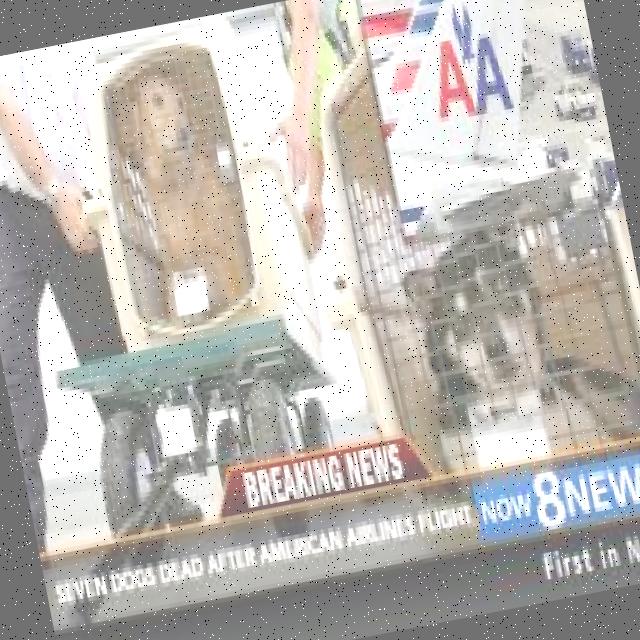 AA
BREAKING NEWS
SEVEN DOGS DEAD AFTER AMERICAN AIRLINES FLIGHT
NOW 8NEW
First in N